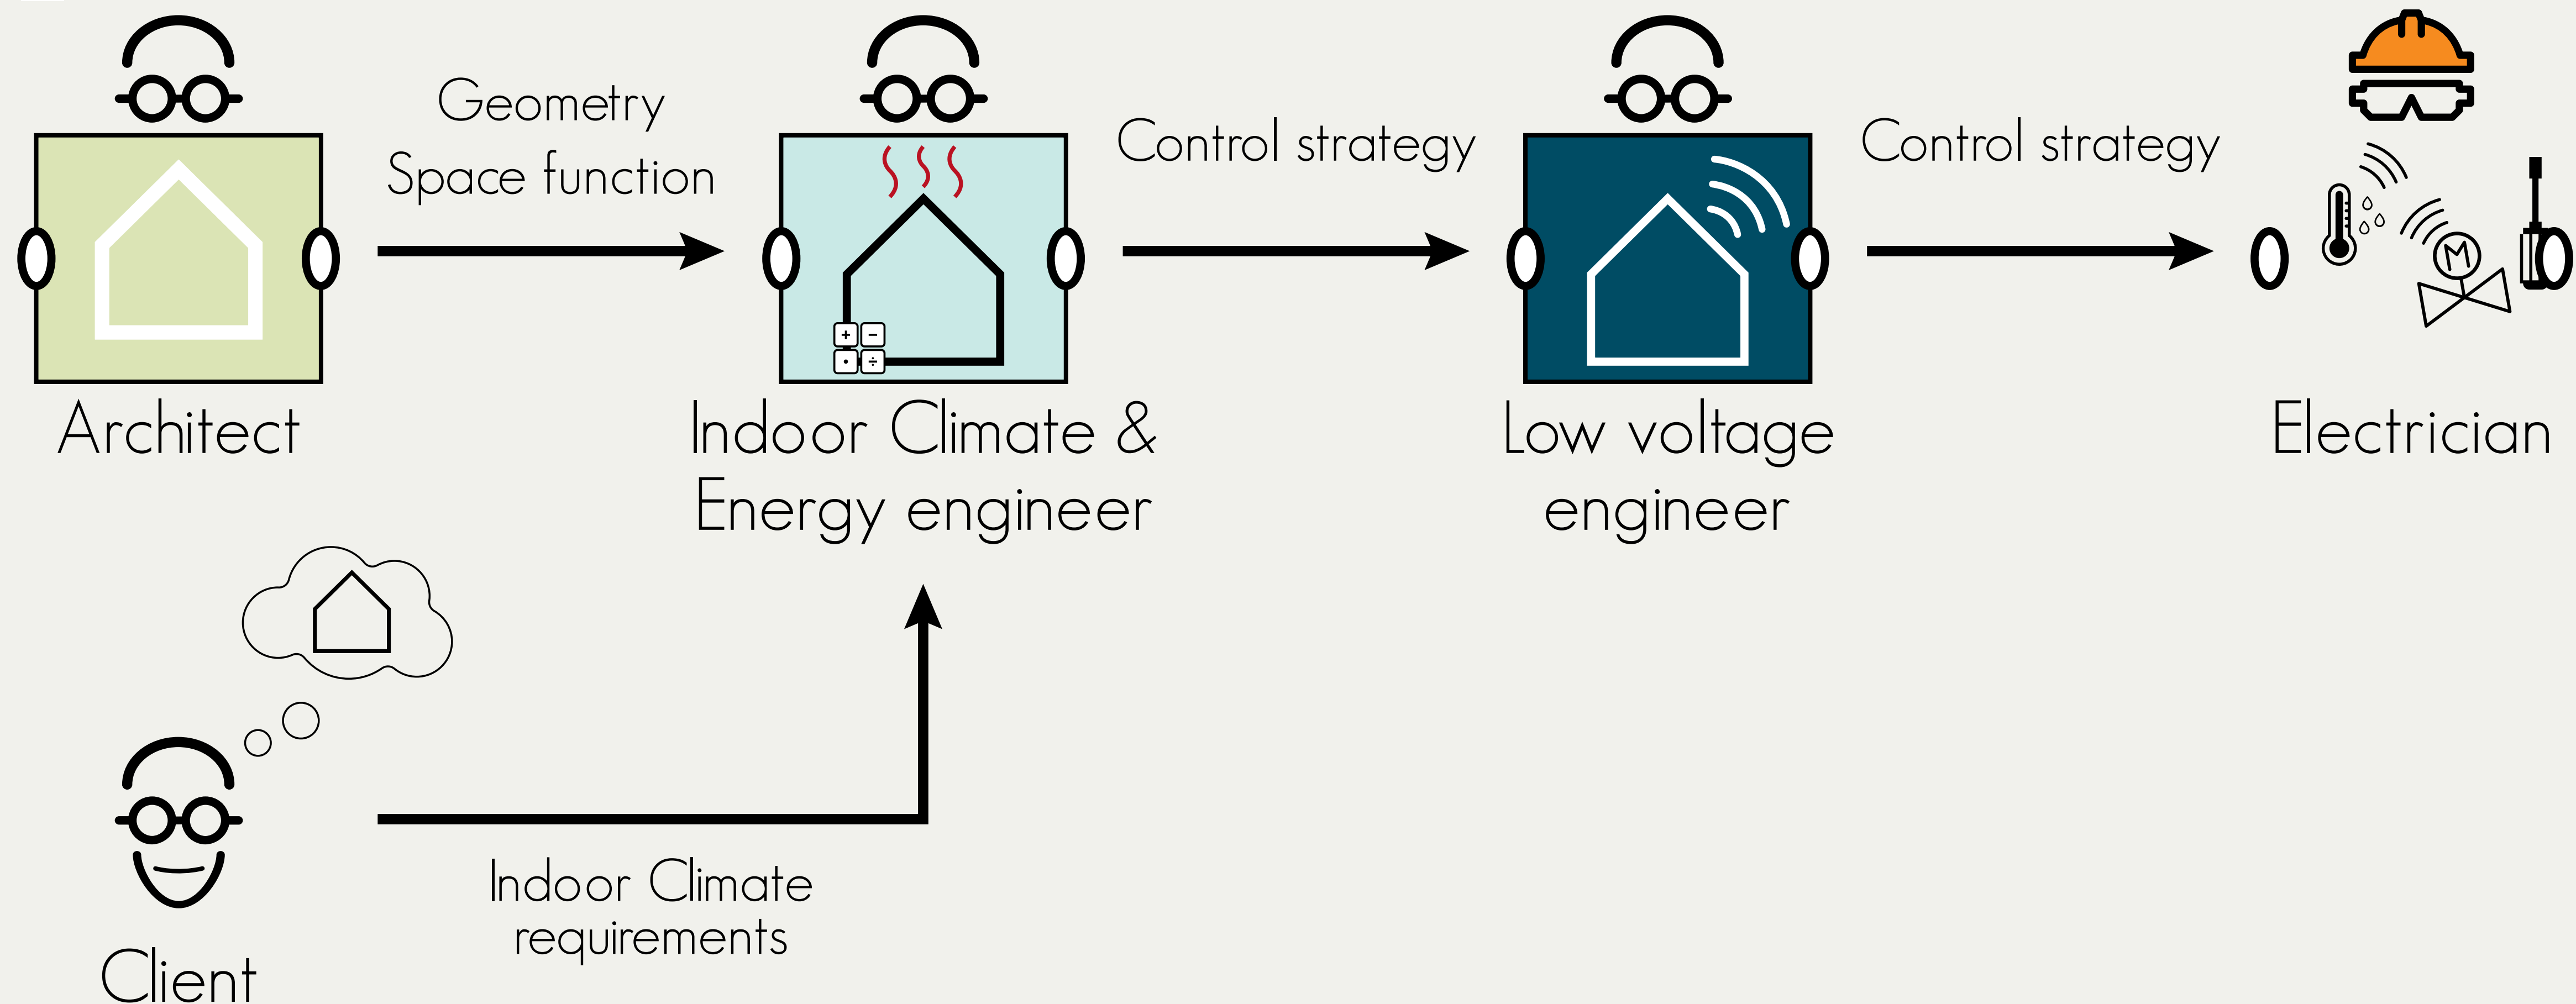 Geometry
Space function
Control strategy
Control strategy
M
+ −
• ÷
Architect
Indoor Climate &
Energy engineer
Low voltage
engineer
Electrician
Indoor Climate
requirements
Client